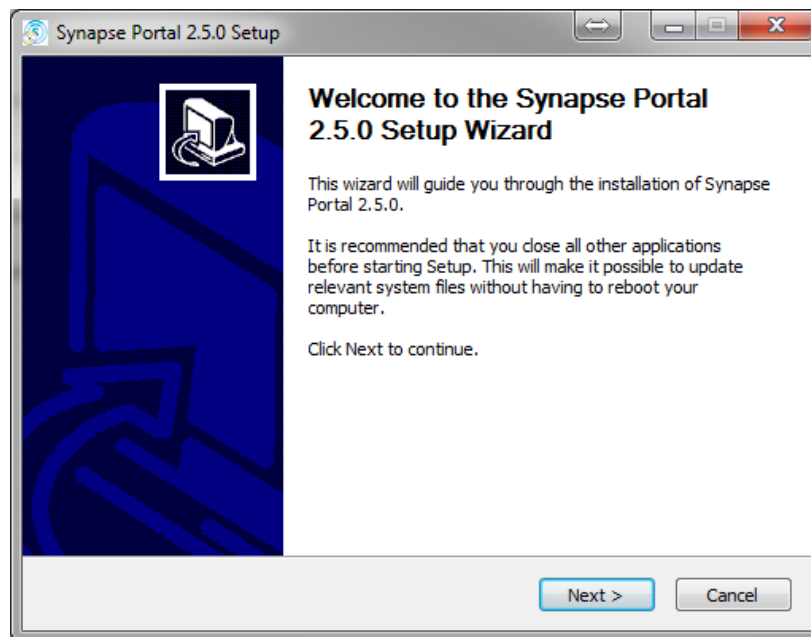 Synapse Portal 2.5.0 Setup
Welcome to the Synapse Portal
2.5.0 Setup Wizard
This wizard will guide you through the installation of Synapse
Portal 2.5.0.
It is recommended that you close all other applications
before starting Setup. This will make it possible to update
relevant system files without having to reboot your
computer.
Click Next to continue.
Next >
Cancel